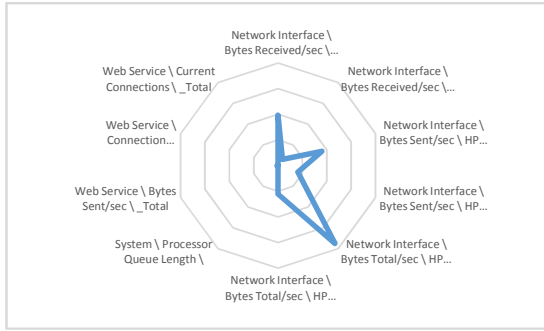 Network Interface \
Bytes Received/sec \...
Network Interface \
Bytes Received/sec \...
Network Interface \
Bytes Sent/sec \ HP...
Network Interface \
Bytes Sent/sec \ HP...
Network Interface \
Bytes Total/sec \ HP...
Network Interface \
Bytes Total/sec \ HP...
System \ Processor
Queue Length \
Web Service \ Bytes
Sent/sec \ _Total
Web Service \
Connection...
Web Service \ Current
Connections \ _Total